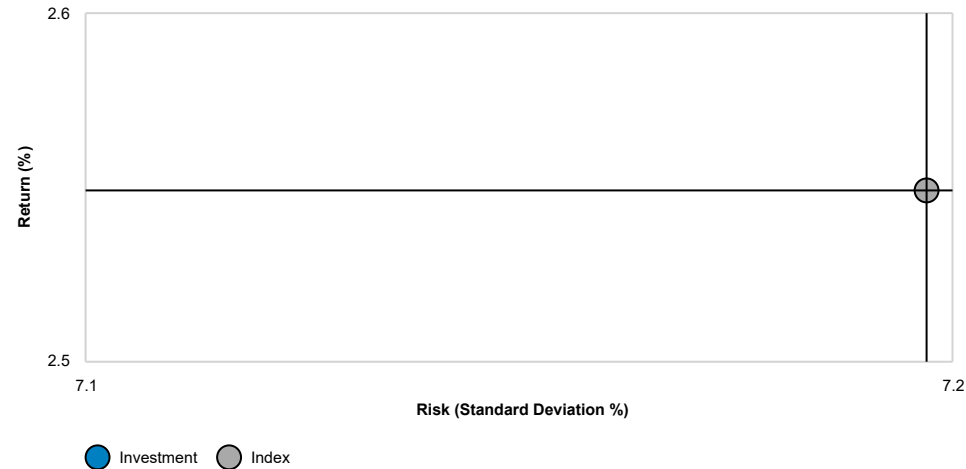 2.6
Return (%)
2.5
7.1 7.2
Risk (Standard Deviation %)
Investment Index